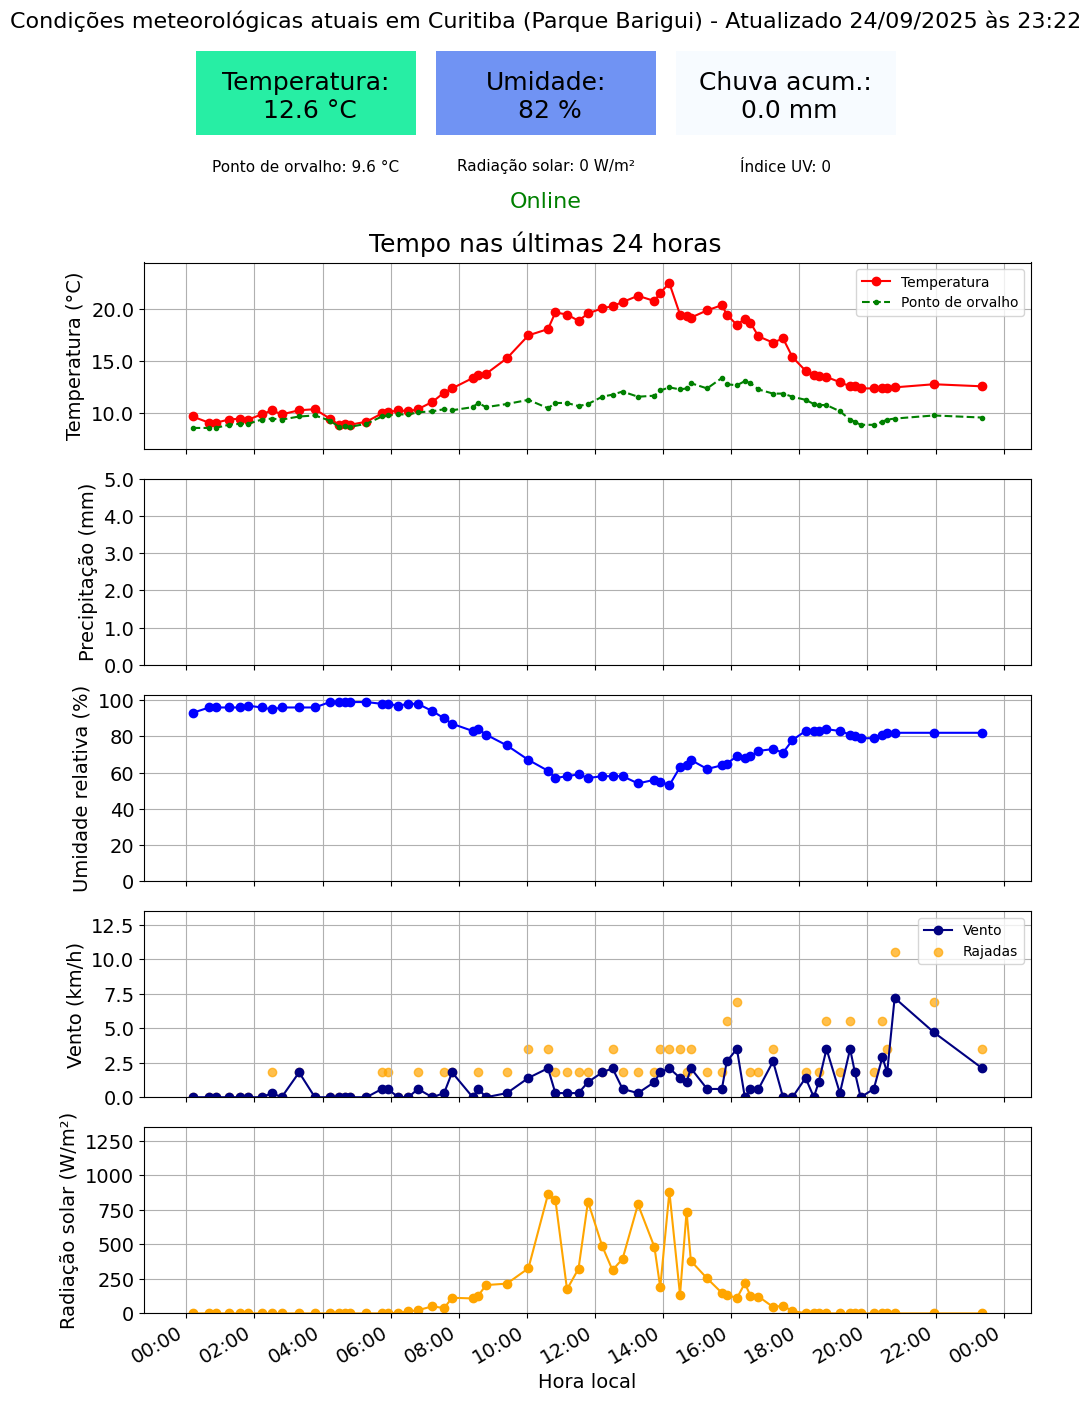 Condições meteorológicas atuais em Curitiba (Parque Barigui) - Atualizado 24/09/2025 às 23:22
Temperatura:
12.6 °C
Umidade:
82 %
Chuva acum.:
0.0 mm
Ponto de orvalho: 9.6 °C
Radiação solar: 0 W/m²
Índice UV: 0
Online
Tempo nas últimas 24 horas
Temperatura (°C)
20.0
15.0
10.0
Temperatura
Ponto de orvalho
Precipitação (mm)
5.0
4.0
3.0
2.0
1.0
0.0
Umidade relativa (%)
100
80
60
40
20
0
Vento (km/h)
12.5
10.0
7.5
5.0
2.5
0.0
Vento
Rajadas
Radiação solar (W/m²)
1250
1000
750
500
250
0
00:00
02:00
04:00
06:00
08:00
10:00
12:00
14:00
16:00
18:00
20:00
22:00
00:00
Hora local